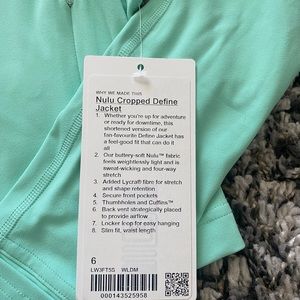 WHY WE MADE THIS
Nulu Cropped Define
Jacket
1. Whether you're up for adventure
or ready for downtime, this
shortened version of our
fan-favourite Define Jacket has
a feel-good fit that can do it
all
2. Our buttery-soft Nulu™ fabric
feels weightlessly light and is
sweat-wicking and four-way
stretch
3. Added Lycra® fibre for stretch
and shape retention
4. Secure front pockets
5. Thumbholes and Cuffins™
6. Back vent strategically placed
to provide airflow
7. Locker loop for easy hanging
8. Slim fit, waist length
6
LW3FT5S WLDM
000143525958